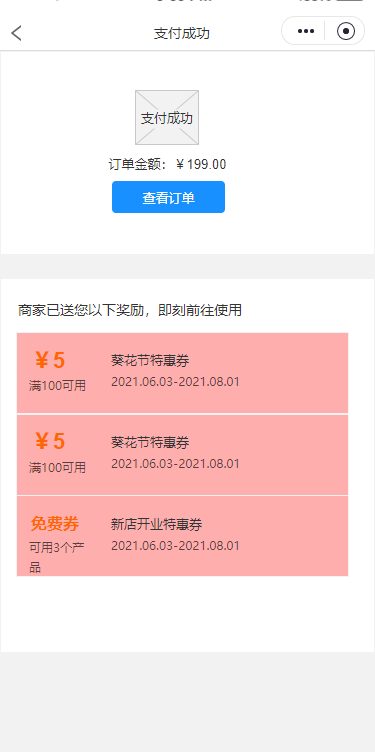 支付成功
支付成功
订单金额：￥199.00
查看订单
商家已送您以下奖励，即刻前往使用
￥5
满100可用
葵花节特惠券
2021.06.03-2021.08.01
￥5
满100可用
葵花节特惠券
2021.06.03-2021.08.01
免费券
可用3个产
品
新店开业特惠券
2021.06.03-2021.08.01